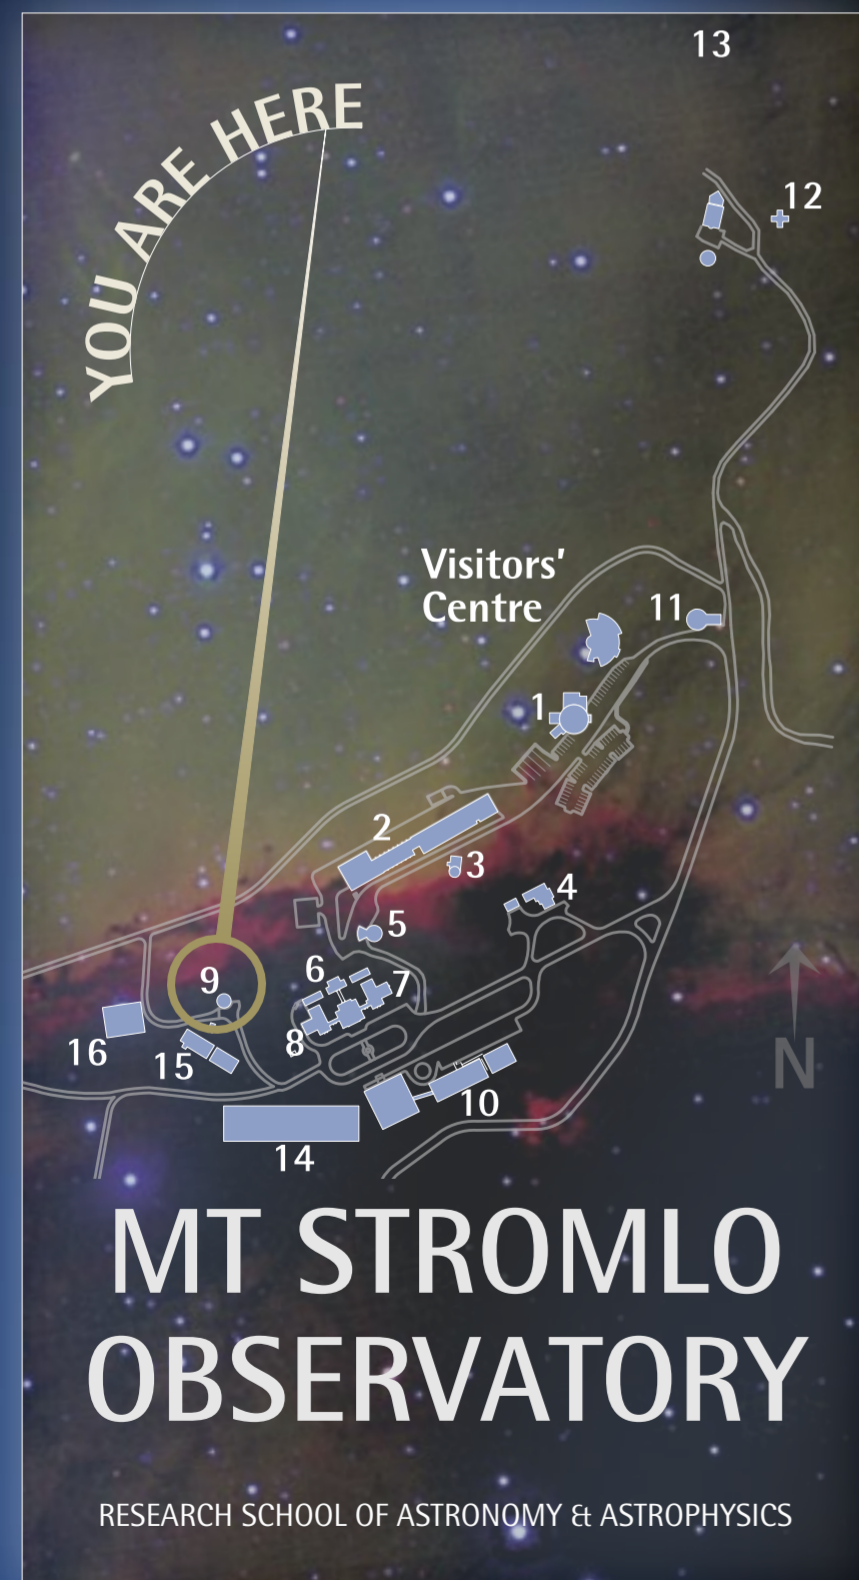 13
YOU ARE HERE
12
Visitors’
Centre
11
1
2
3
4
5
6
7
9
8
16
15
10
14
N
MT STROMLO
OBSERVATORY
RESEARCH SCHOOL OF ASTRONOMY & ASTROPHYSICS